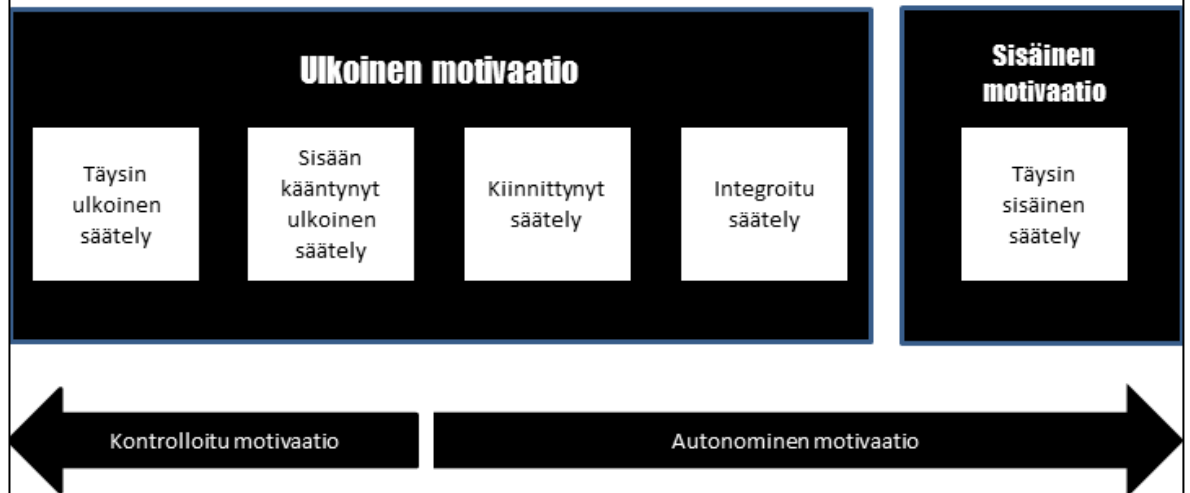 Ulkoinen motivaatio
Täysin
ulkoinen
säätely
Sisään
kääntynyt
ulkoinen
säätely
Kiinnittynyt
säätely
Integroitu
säätely
Sisäinen
motivaatio
Täysin
sisäinen
säätely
Kontrolloitu motivaatio
Autonominen motivaatio